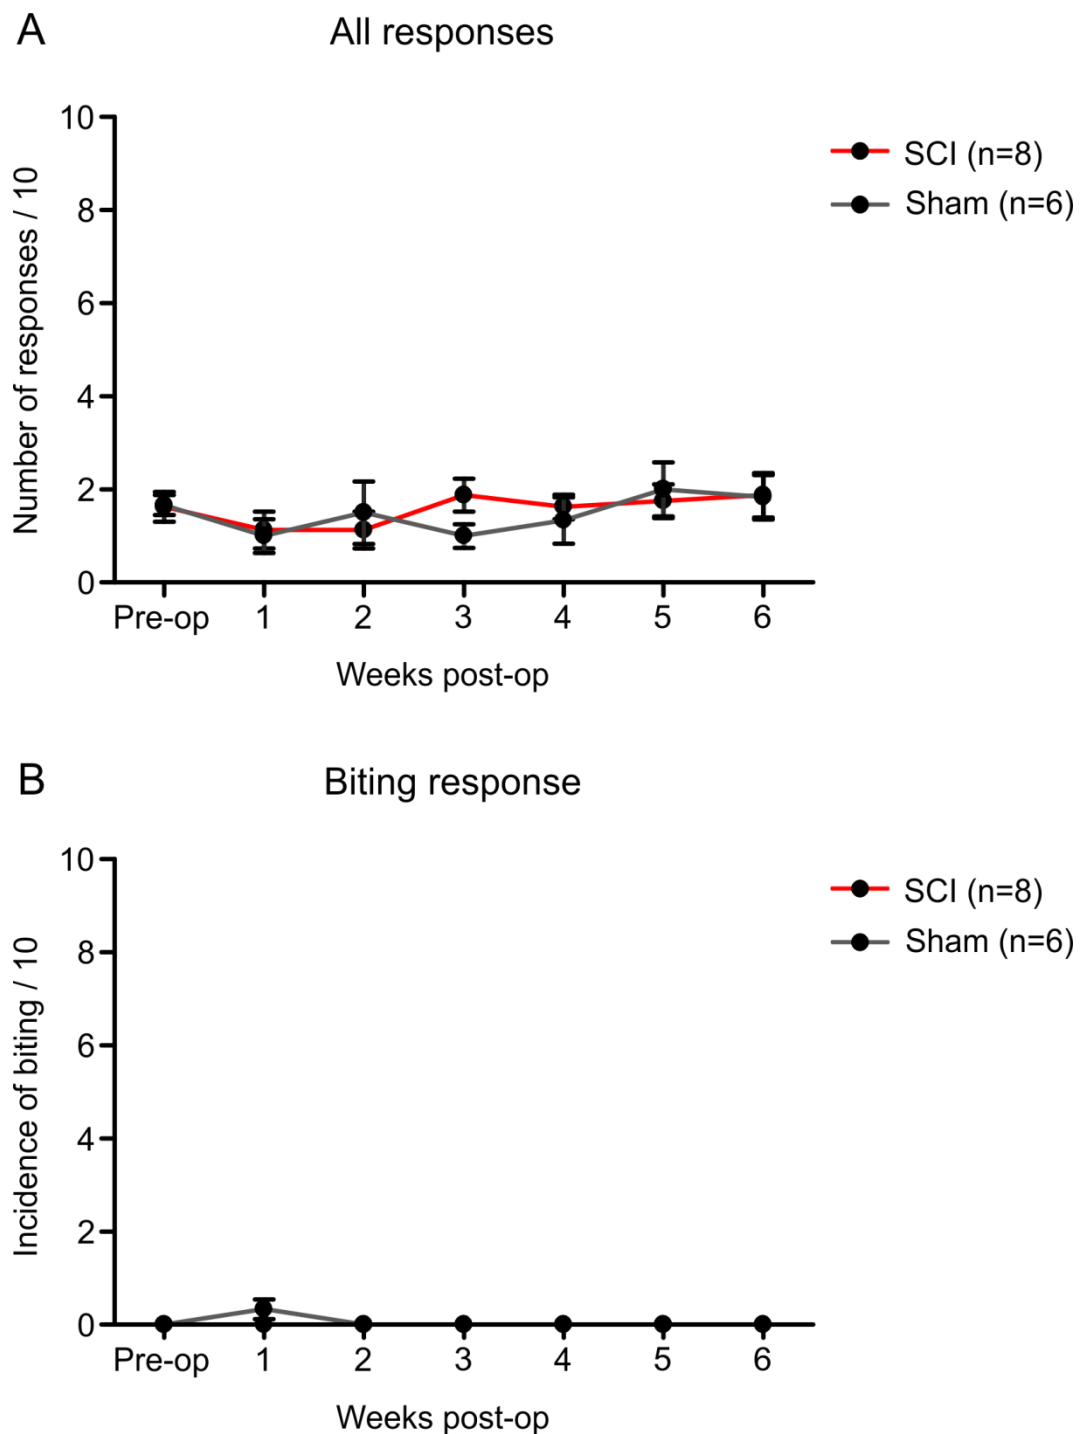 A
All responses
10
8
6
4
2
0
Number of responses / 10
SCI (n=8)
Sham (n=6)
Pre-op 1 2 3 4 5 6
Weeks post-op
B
Biting response
10
8
6
4
2
0
Incidence of biting / 10
SCI (n=8)
Sham (n=6)
Pre-op 1 2 3 4 5 6
Weeks post-op